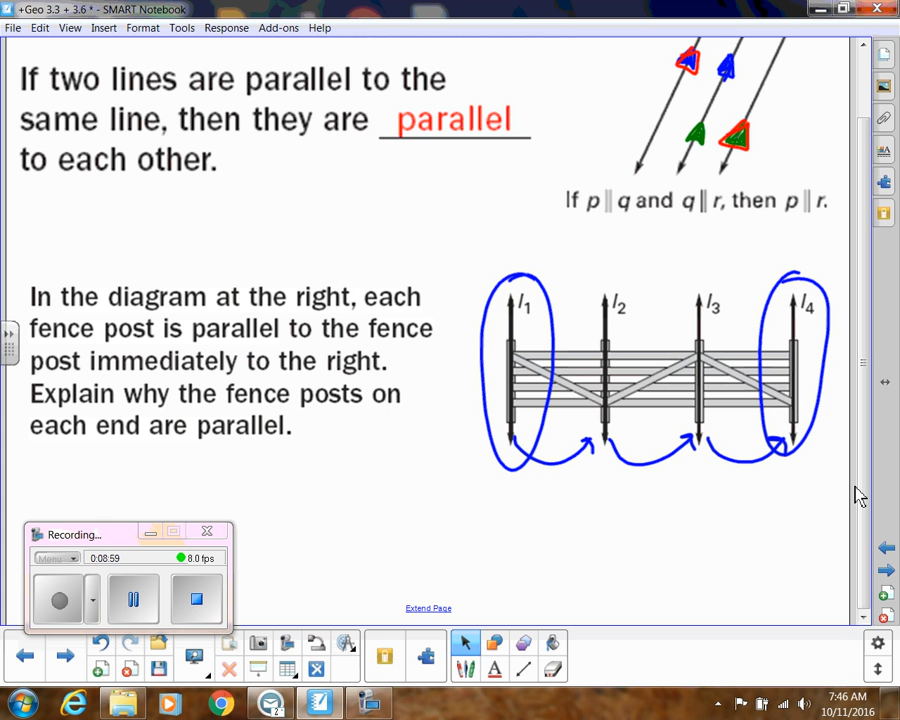 +Geo 3.3 + 3.6 * - SMART Notebook
File Edit View Insert Format Tools Response Add-ons Help
If two lines are parallel to the
same line, then they are parallel
to each other.
If p || q and q || r, then p || r.
In the diagram at the right, each
fence post is parallel to the fence
post immediately to the right.
Explain why the fence posts on
each end are parallel.
l1 l2 l3 l4
Recording...
Menu 0:08:59 8.0 fps
Extend Page
7:46 AM
10/11/2016